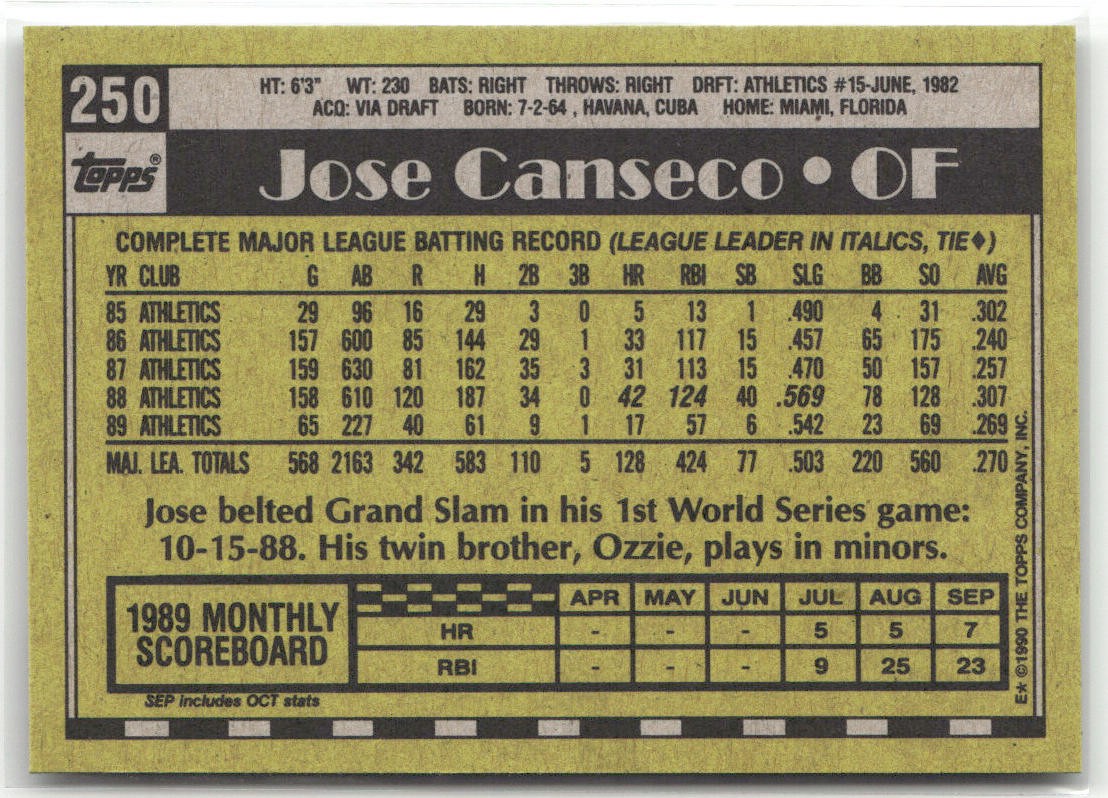 250
HT: 6'3" WT: 230 BATS: RIGHT THROWS: RIGHT DRFT: ATHLETICS #15-JUNE, 1982
ACQ: VIA DRAFT BORN: 7-2-64 , HAVANA, CUBA HOME: MIAMI, FLORIDA
topps®
Jose Canseco • OF
COMPLETE MAJOR LEAGUE BATTING RECORD (LEAGUE LEADER IN ITALICS, TIE♦)
YR CLUB G AB R H 2B 3B HR RBI SB SLG BB SO AVG
85 ATHLETICS 29 96 16 29 3 0 5 13 1 .490 4 31 .302
86 ATHLETICS 157 600 85 144 29 1 33 117 15 .457 65 175 .240
87 ATHLETICS 159 630 81 162 35 3 31 113 15 .470 50 157 .257
88 ATHLETICS 158 610 120 187 34 0 42 124 40 .569 78 128 .307
89 ATHLETICS 65 227 40 61 9 1 17 57 6 .542 23 69 .269
MAJ. LEA. TOTALS 568 2163 342 583 110 5 128 424 77 .503 220 560 .270
Jose belted Grand Slam in his 1st World Series game:
10-15-88. His twin brother, Ozzie, plays in minors.
1989 MONTHLY
SCOREBOARD
APR MAY JUN JUL AUG SEP
HR - - - 5 5 7
RBI - - - 9 25 23
SEP includes OCT stats
E* ©1990 THE TOPPS COMPANY, INC.